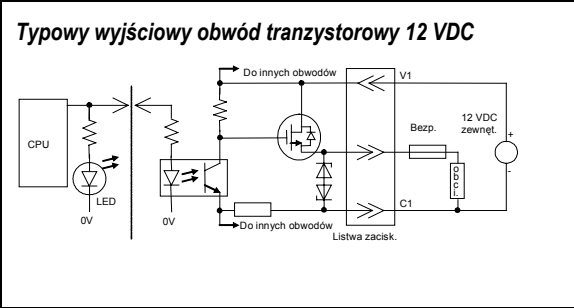 Typowy wyjściowy obwód tranzystorowy 12 VDC
Do innych obwodów
V1
CPU
LED
0V
0V
Bezp.
12 VDC
zewnęt.
+
-
obci.
C1
Do innych obwodów
Listwa zacisk.